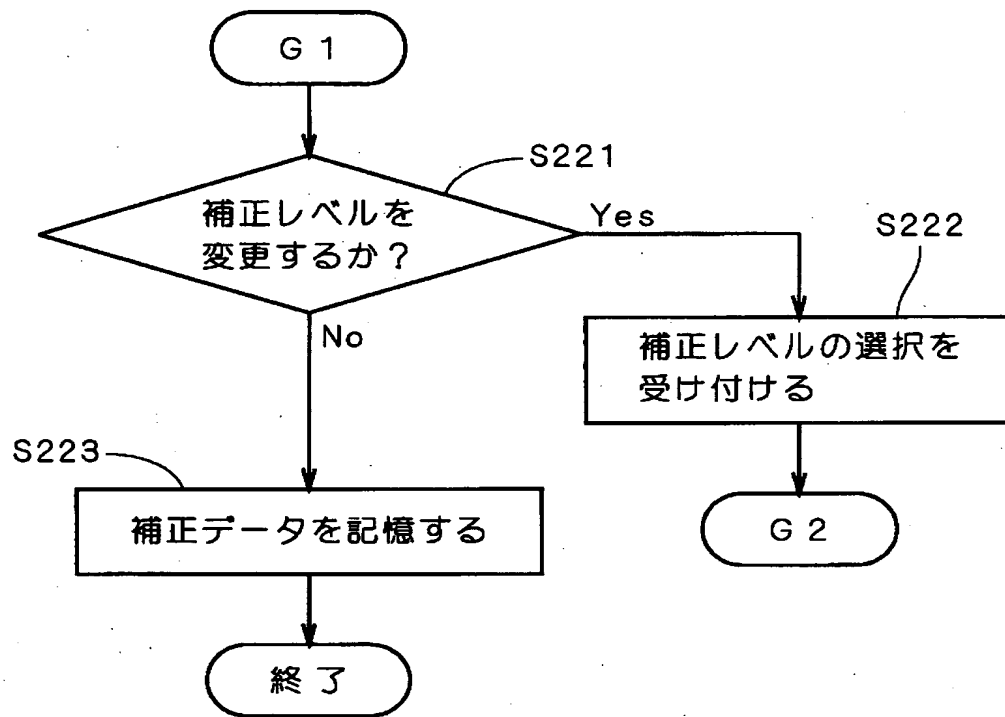 G1
S221
補正レベルを
変更するか？
Yes
No
S222
補正レベルの選択を
受け付ける
G2
S223
補正データを記憶する
終了